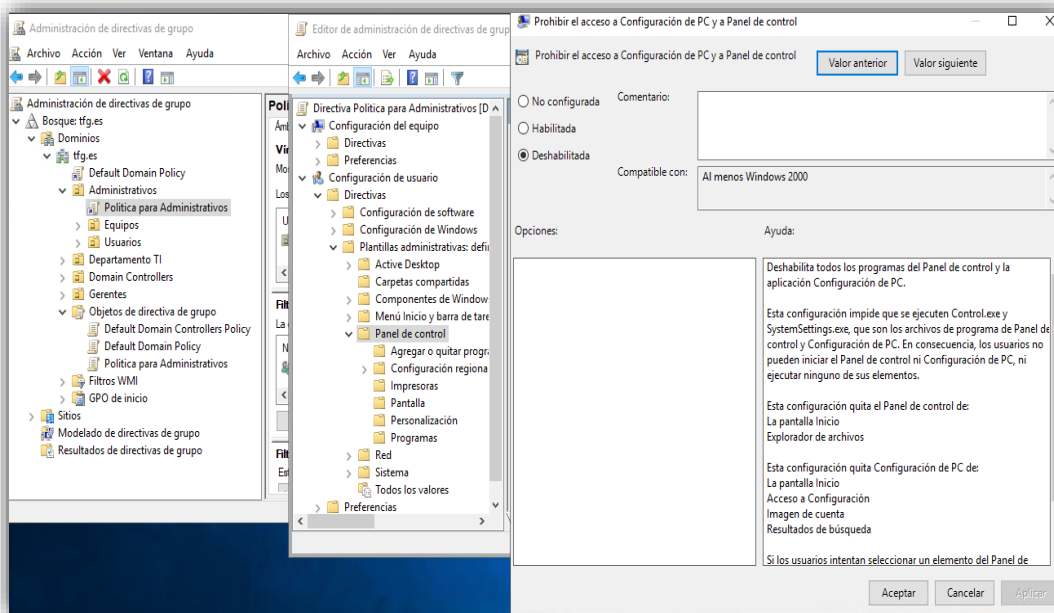 Administración de directivas de grupo
Archivo Acción Ver Ventana Ayuda
Administración de directivas de grupo
Bosque: tfg.es
Dominios
tfg.es
Default Domain Policy
Administrativos
Politica para Administrativos
Equipos
Usuarios
Departamento TI
Domain Controllers
Gerentes
Objetos de directiva de grupo
Default Domain Controllers Policy
Default Domain Policy
Politica para Administrativos
Filtros WMI
GPO de inicio
Sitios
Modelado de directivas de grupo
Resultados de directivas de grupo
Poli
Ám
Vín
Mo
Los
U
Filt
La
N
Filt
Est
Editor de administración de directivas de grup
Archivo Acción Ver Ayuda
Directiva Politica para Administrativos [D
Configuración del equipo
Directivas
Preferencias
Configuración de usuario
Directivas
Configuración de software
Configuración de Windows
Plantillas administrativas: defin
Active Desktop
Carpetas compartidas
Componentes de Window
Menú Inicio y barra de tare
Panel de control
Agregar o quitar progra
Configuración regiona
Impresoras
Pantalla
Personalización
Programas
Red
Sistema
Todos los valores
Preferencias
Prohibir el acceso a Configuración de PC y a Panel de control
Prohibir el acceso a Configuración de PC y a Panel de control
Valor anterior
Valor siguiente
No configurada
Habilitada
Deshabilitada
Comentario:
Compatible con:
Al menos Windows 2000
Opciones:
Ayuda:
Deshabilita todos los programas del Panel de control y la
aplicación Configuración de PC.
Esta configuración impide que se ejecuten Control.exe y
SystemSettings.exe, que son los archivos de programa de Panel de
control y Configuración de PC. En consecuencia, los usuarios no
pueden iniciar el Panel de control ni Configuración de PC, ni
ejecutar ninguno de sus elementos.
Esta configuración quita el Panel de control de:
La pantalla Inicio
Explorador de archivos
Esta configuración quita Configuración de PC de:
La pantalla Inicio
Acceso a Configuración
Imagen de cuenta
Resultados de búsqueda
Si los usuarios intentan seleccionar un elemento del Panel de
Aceptar
Cancelar
Aplicar